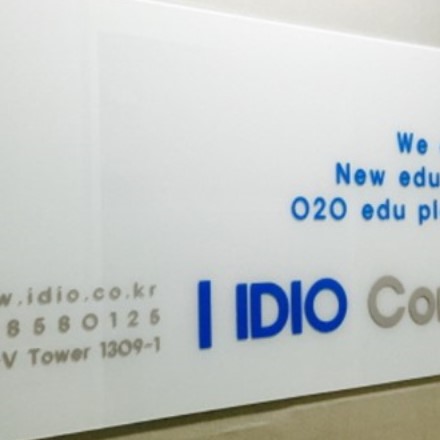 We
New edu
O2O edu pl
w.idio.co.kr
8580125
V Tower 1309-1
IDIO Co